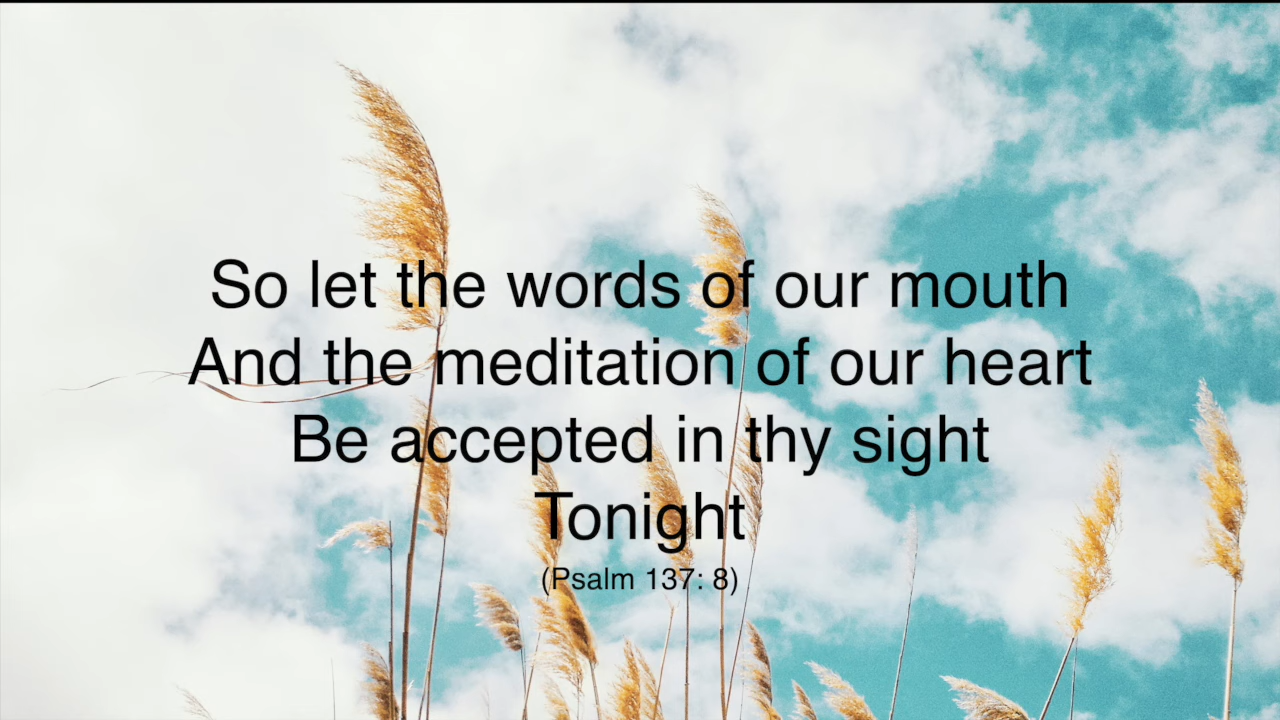 So let the words of our mouth
And the meditation of our heart
Be accepted in thy sight
Tonight
(Psalm 137: 8)